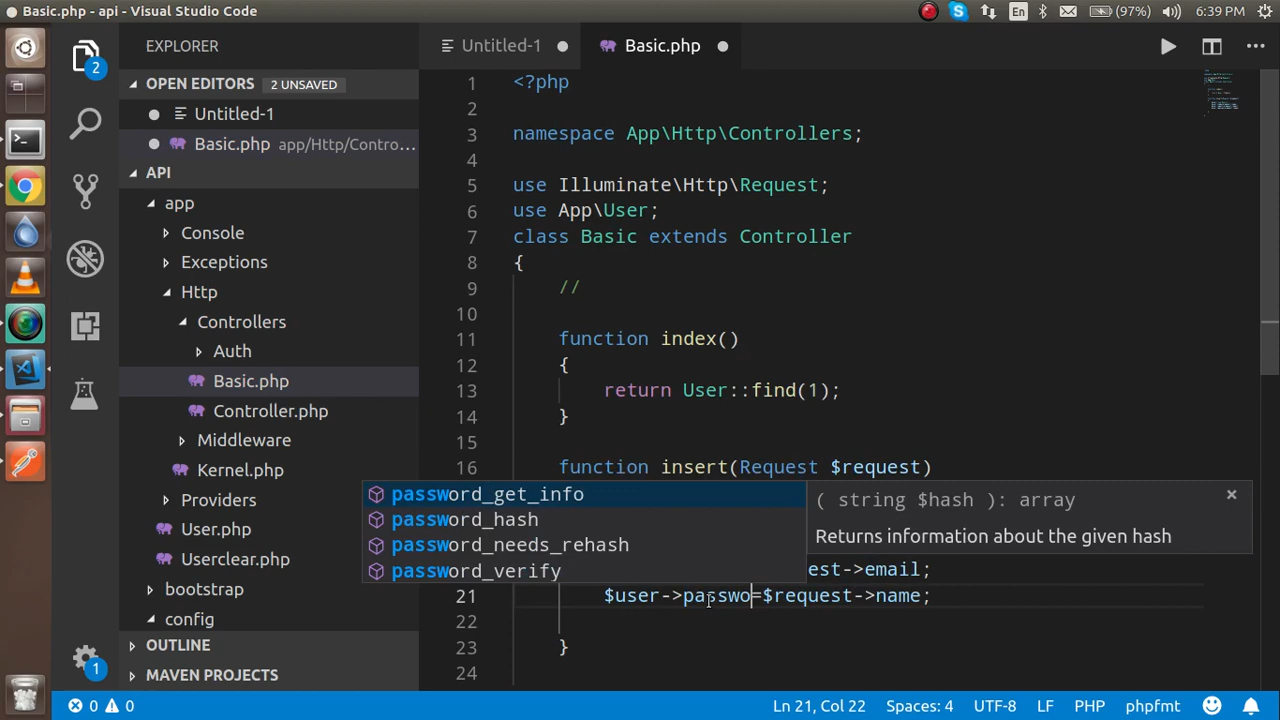 Basic.php - api - Visual Studio Code
En
(97%)
6:39 PM
EXPLORER
Untitled-1
Basic.php
2
OPEN EDITORS 2 UNSAVED
Untitled-1
Basic.php app/Http/Contro...
API
app
Console
Exceptions
Http
Controllers
Auth
Basic.php
Controller.php
Middleware
Kernel.php
Providers
User.php
Userclear.php
bootstrap
config
OUTLINE
MAVEN PROJECTS
1
1 <?php
2
3 namespace App\Http\Controllers;
4
5 use Illuminate\Http\Request;
6 use App\User;
7 class Basic extends Controller
8 {
9 //
10
11 function index()
12 {
13 return User::find(1);
14 }
15
16 function insert(Request $request)
password_get_info
password_hash
password_needs_rehash
password_verify
( string $hash ): array
Returns information about the given hash
est->email;
21 $user->passwo=$request->name;
22
23 }
24
0 0
Ln 21, Col 22
Spaces: 4
UTF-8
LF
PHP
phpfmt